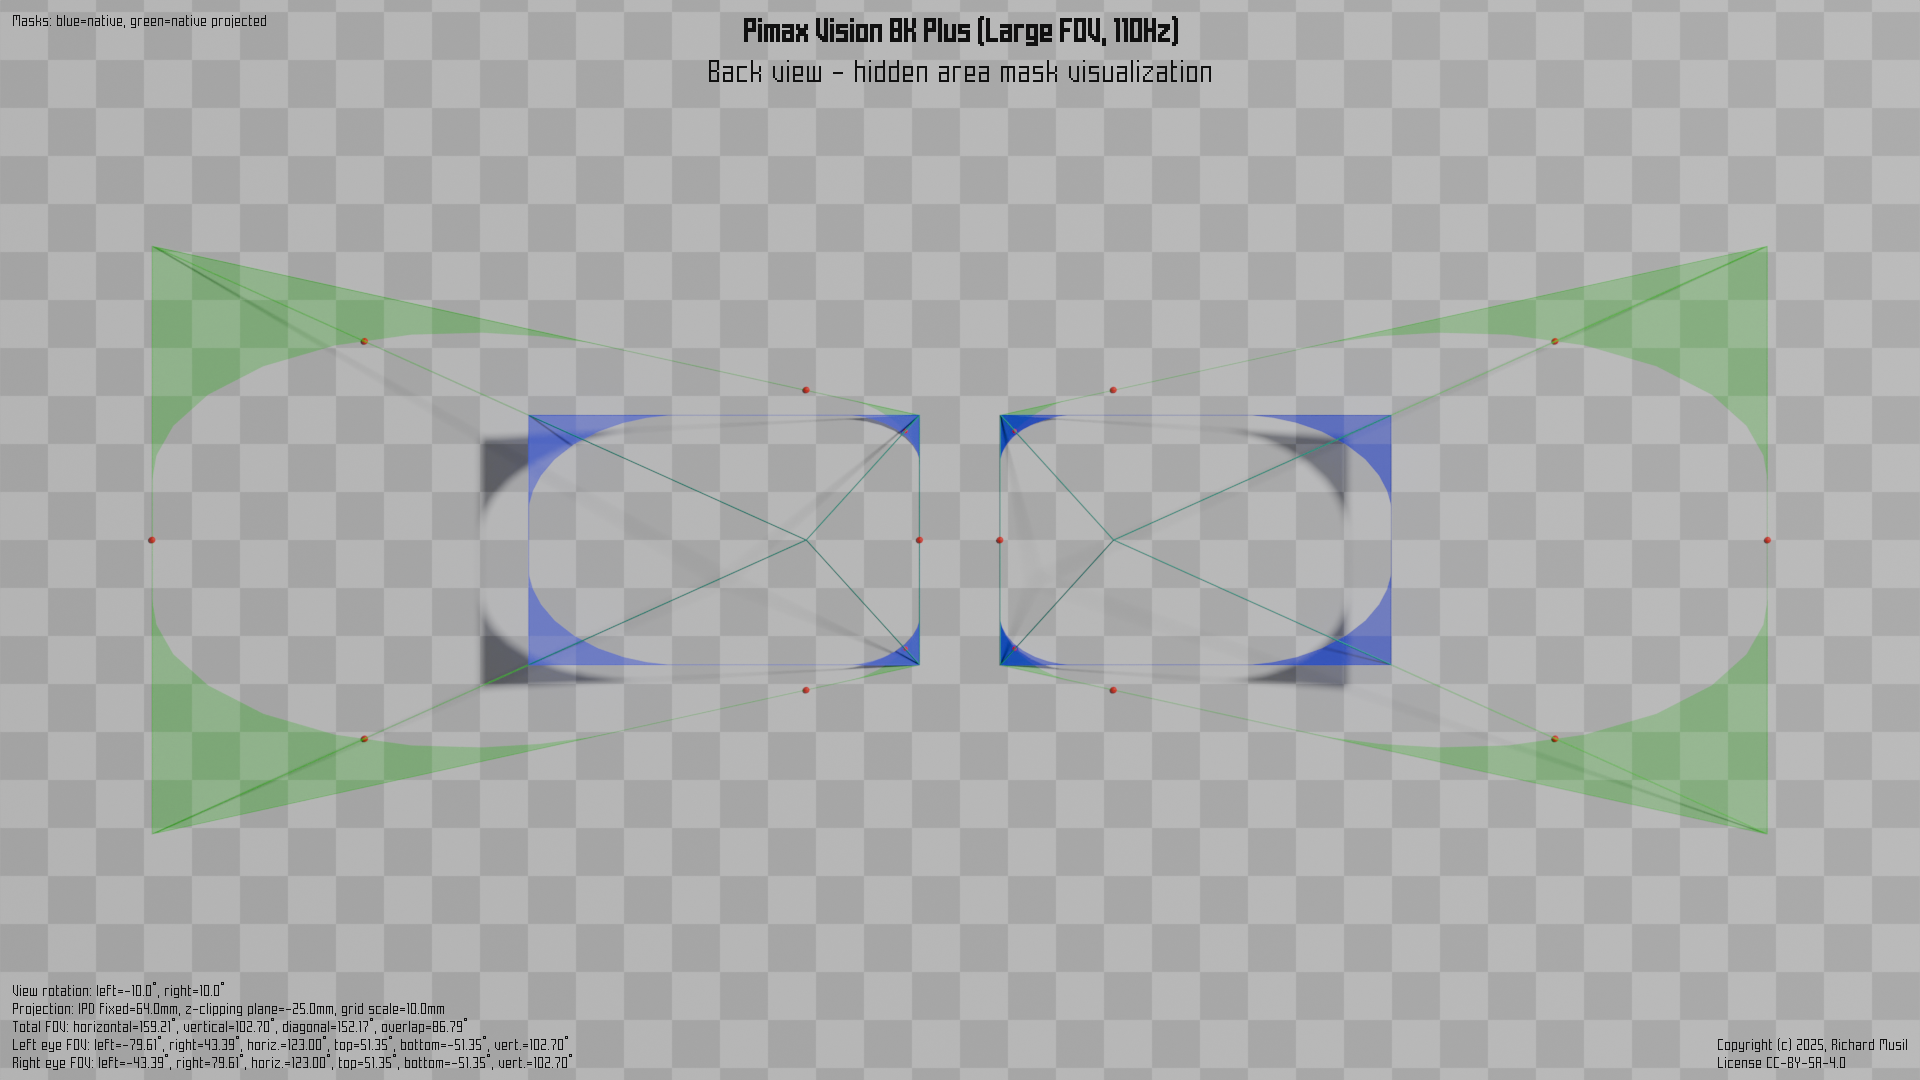 Masks: blue=native, green=native projected
Pimax Vision 8K Plus (Large FOV, 110Hz)
Back view - hidden area mask visualization
View rotation: left=-10.0°, right=10.0°
Projection: IPD fixed=64.0mm, z-clipping plane=-25.0mm, grid scale=10.0mm
Total FOV: horizontal=159.21°, vertical=102.70°, diagonal=152.17°, overlap=86.79°
Left eye FOV: left=-79.61°, right=43.39°, horiz.=123.00°, top=51.35°, bottom=-51.35°, vert.=102.70°
Right eye FOV: left=-43.39°, right=79.61°, horiz.=123.00°, top=51.35°, bottom=-51.35°, vert.=102.70°
Copyright (c) 2025, Richard Musil
License CC-BY-SA-4.0